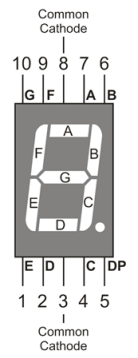 Common
Cathode
10 9 8 7 6
G F A B
A
F B
G
E C
D
E D C DP
1 2 3 4 5
Common
Cathode